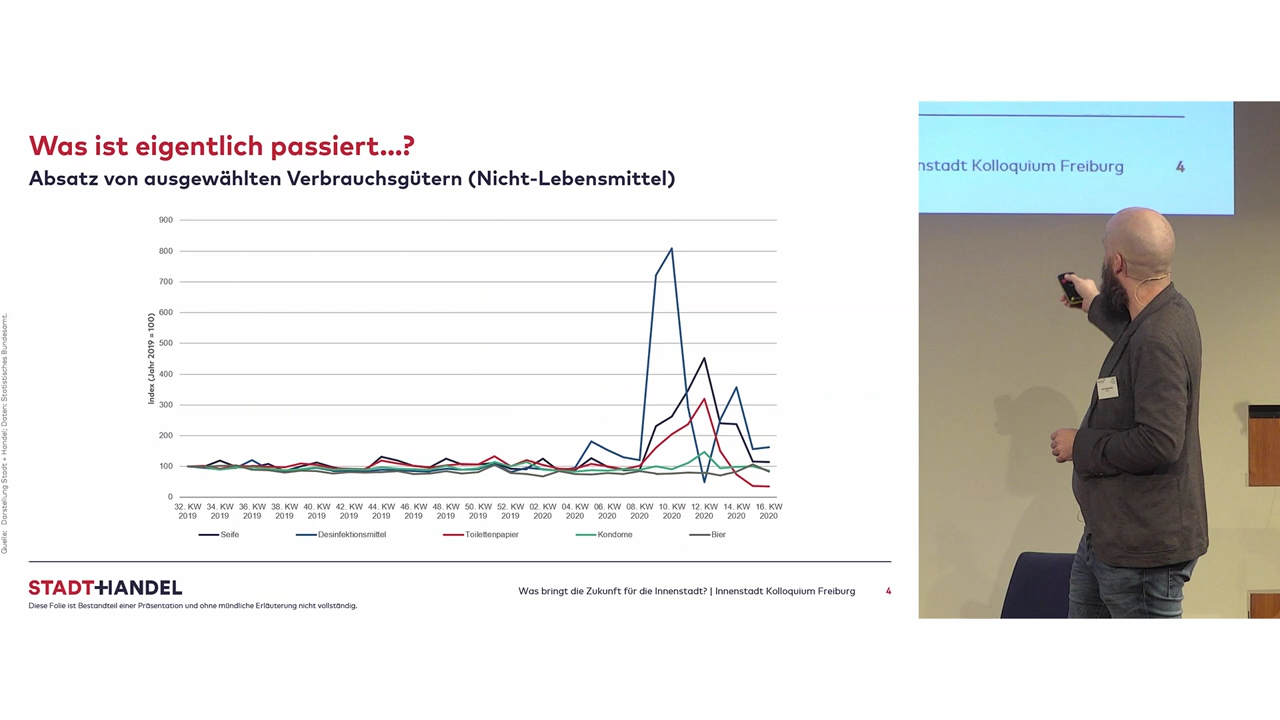 Was ist eigentlich passiert...?
Absatz von ausgewählten Verbrauchsgütern (Nicht-Lebensmittel)
900
800
700
600
500
400
300
200
100
0
Index (Jahr 2019 = 100)
32. KW 34. KW 36. KW 38. KW 40. KW 42. KW 44. KW 46. KW 48. KW 50. KW 52. KW 02. KW 04. KW 06. KW 08. KW 10. KW 12. KW 14. KW 16. KW
2019 2019 2019 2019 2019 2019 2019 2019 2019 2019 2019 2020 2020 2020 2020 2020 2020 2020 2020
Seife Desinfektionsmittel Toilettenpapier Kondome Bier
Quelle: Darstellung Stadt + Handel; Daten: Statistisches Bundesamt.
STADT+HANDEL
Diese Folie ist Bestandteil einer Präsentation und ohne mündliche Erläuterung nicht vollständig.
Was bringt die Zukunft für die Innenstadt? | Innenstadt Kolloquium Freiburg 4
nstadt Kolloquium Freiburg 4